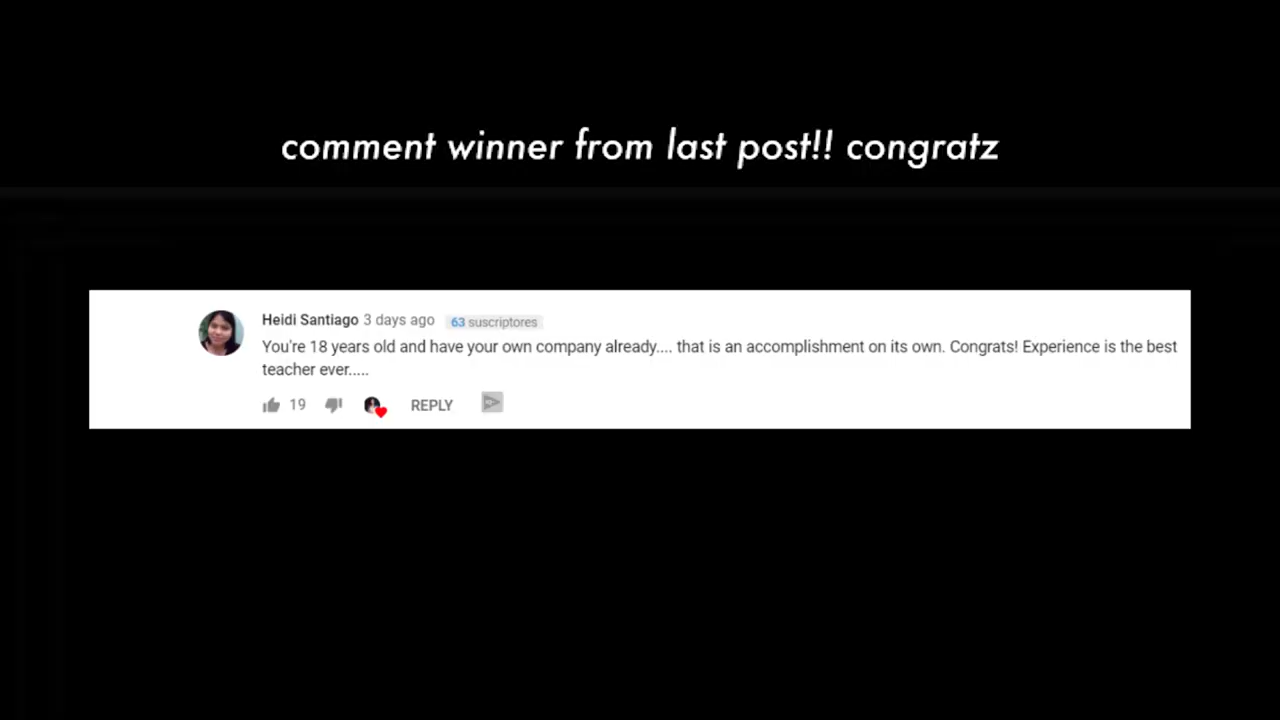 comment winner from last post!! congratz
Heidi Santiago 3 days ago 63 suscriptores
You're 18 years old and have your own company already.... that is an accomplishment on its own. Congrats! Experience is the best
teacher ever.....
19 REPLY